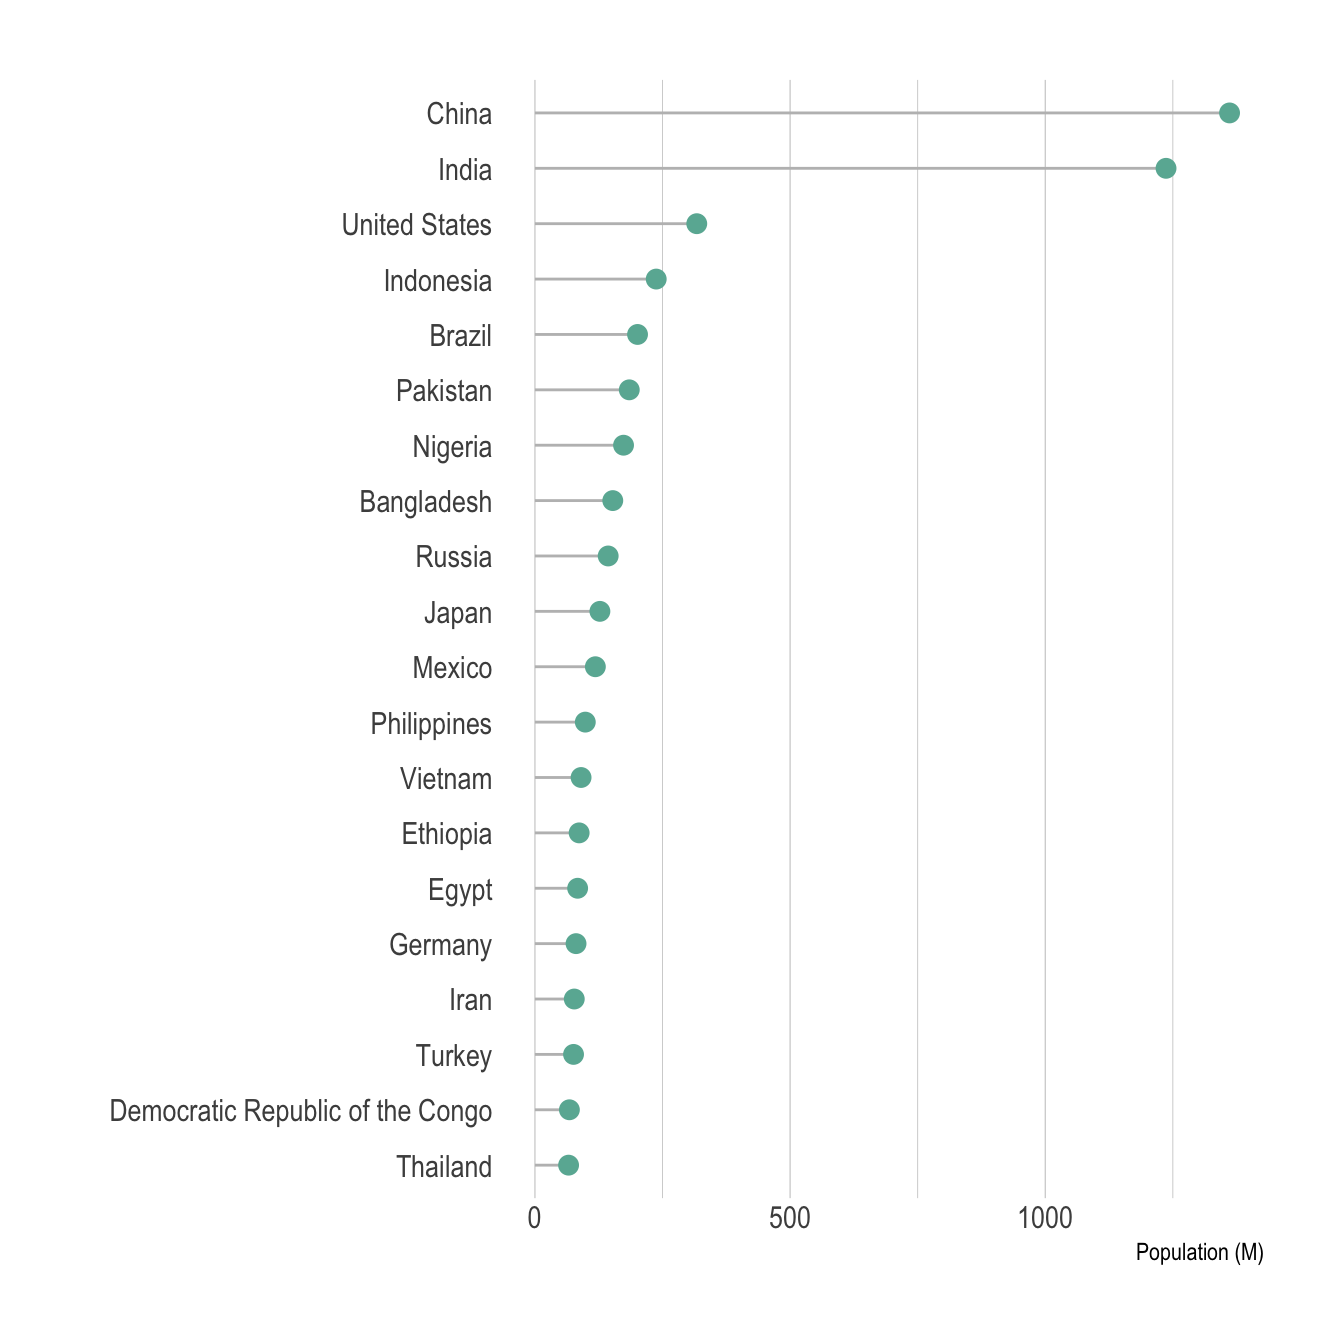 China
India
United States
Indonesia
Brazil
Pakistan
Nigeria
Bangladesh
Russia
Japan
Mexico
Philippines
Vietnam
Ethiopia
Egypt
Germany
Iran
Turkey
Democratic Republic of the Congo
Thailand
0 500 1000
Population (M)